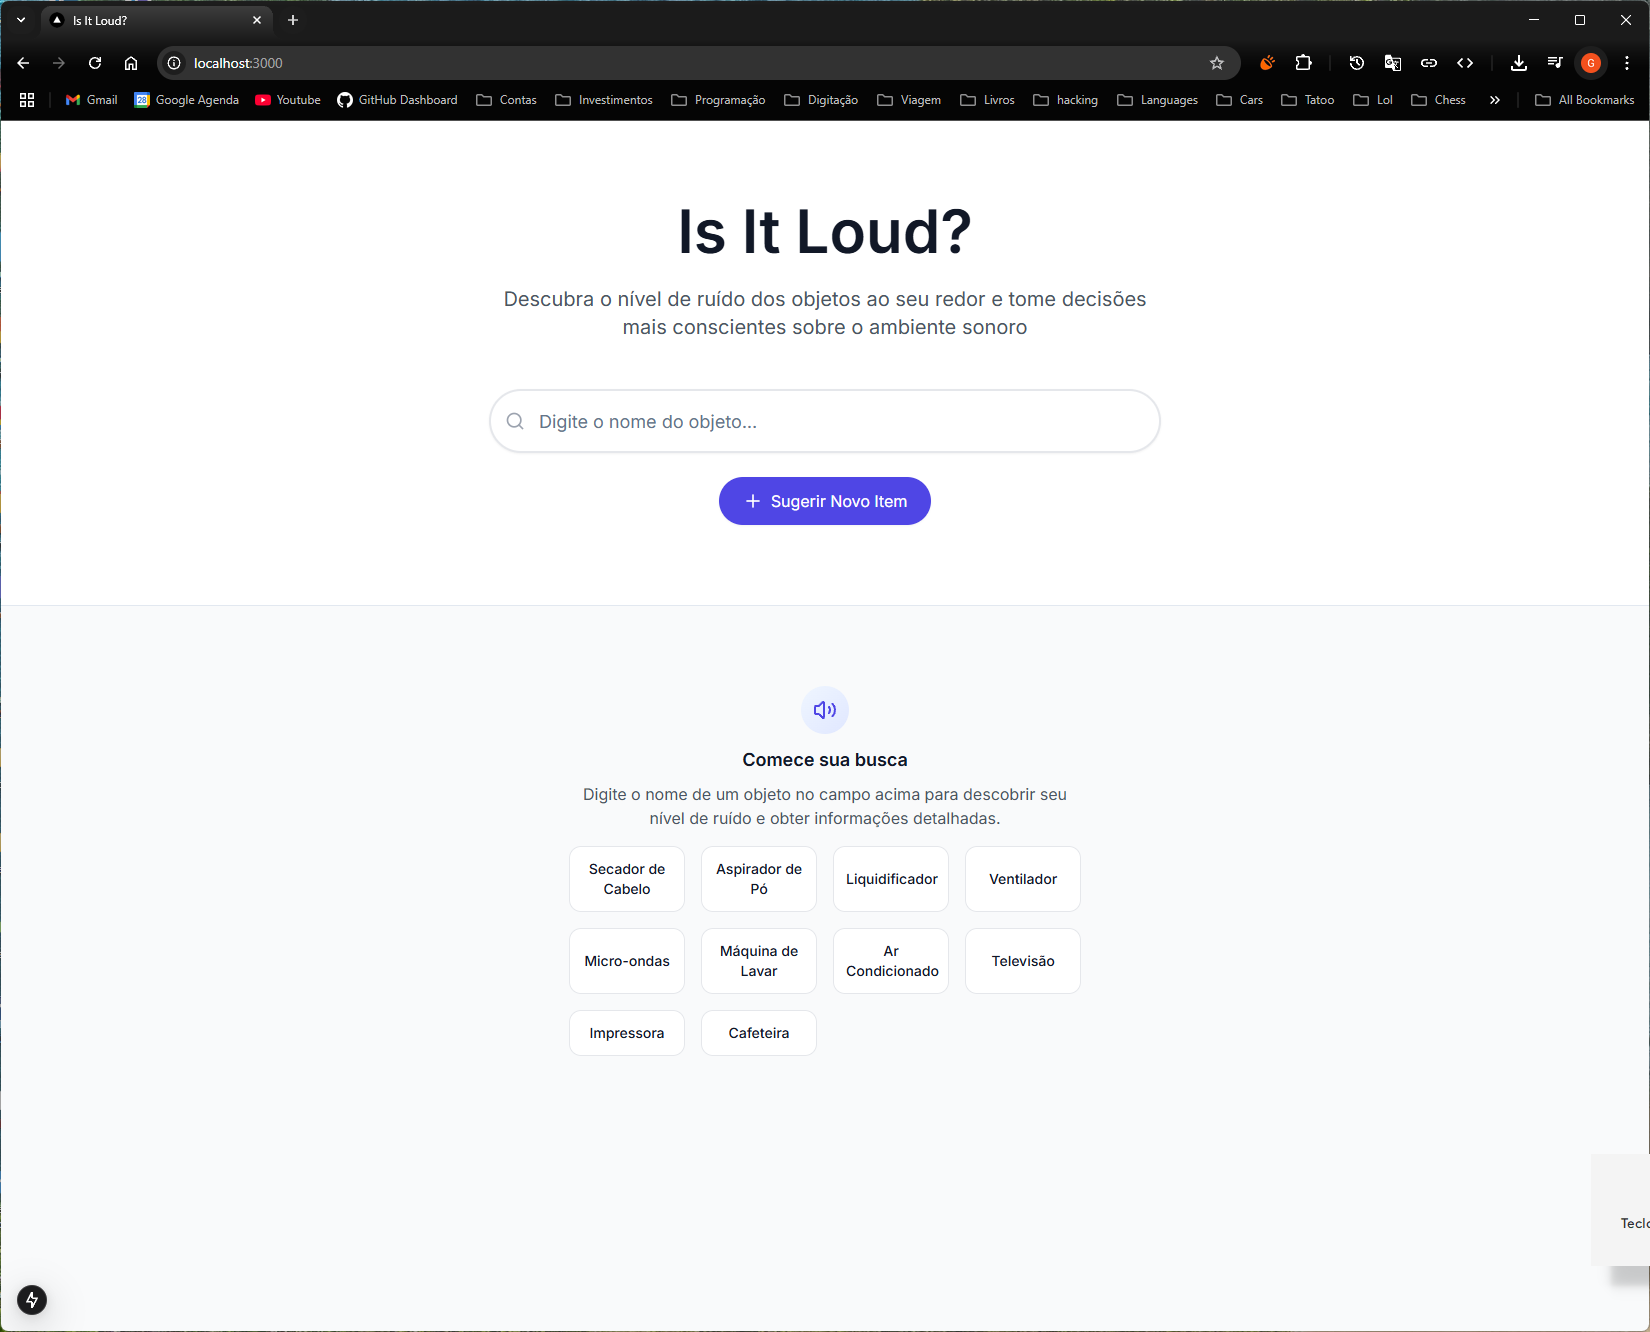 Is It Loud?
localhost:3000
G
Gmail
28
Google Agenda
Youtube
GitHub Dashboard
Contas
Investimentos
Programação
Digitação
Viagem
Livros
hacking
Languages
Cars
Tatoo
Lol
Chess
All Bookmarks
Is It Loud?
Descubra o nível de ruído dos objetos ao seu redor e tome decisões
mais conscientes sobre o ambiente sonoro
Digite o nome do objeto...
Sugerir Novo Item
Comece sua busca
Digite o nome de um objeto no campo acima para descobrir seu
nível de ruído e obter informações detalhadas.
Secador de
Cabelo
Aspirador de
Pó
Liquidificador
Ventilador
Micro-ondas
Máquina de
Lavar
Ar
Condicionado
Televisão
Impressora
Cafeteira